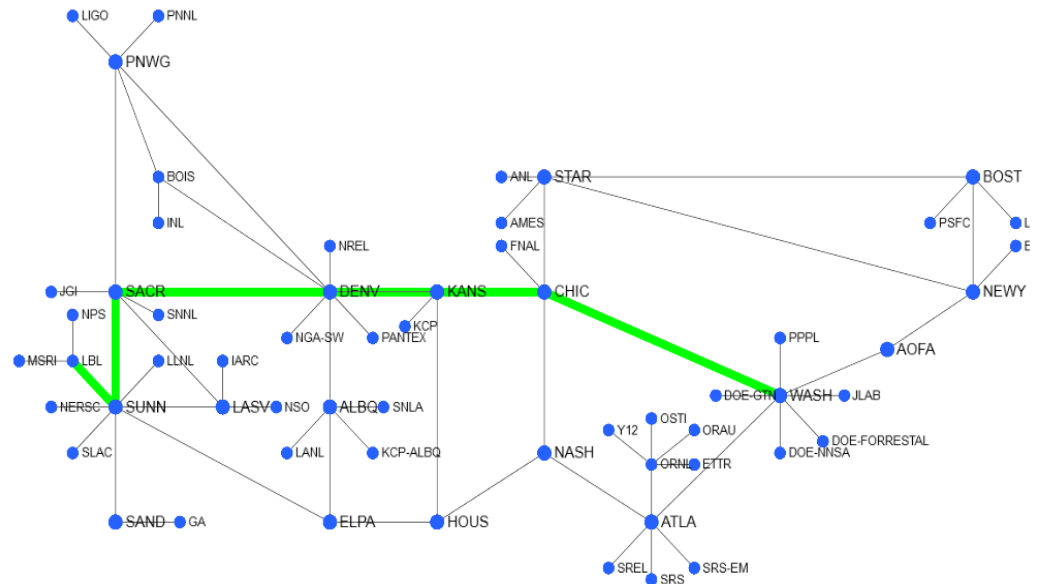 LIGO
PNNL
PNWG
BOIS
ANL
STAR
BOST
INL
AMES
PSFC
L
FNAL
NREL
E
JGI
SACR
DENV
KANS
CHIC
NEWY
NPS
SNNL
KCP
NGA-SW
PANTEX
PPPL
AOFA
MSRI
LBL
LLNL
IARC
DOE-GTN
WASH
JLAB
NERSC
SUNN
LASV
NSO
ALBQ
SNLA
OSTI
Y12
ORAU
DOE-FORRESTAL
SLAC
LANL
KCP-ALBQ
NASH
DOE-NNSA
ORNL
ETTR
SAND
GA
ELPA
HOUS
ATLA
SREL
SRS-EM
SRS